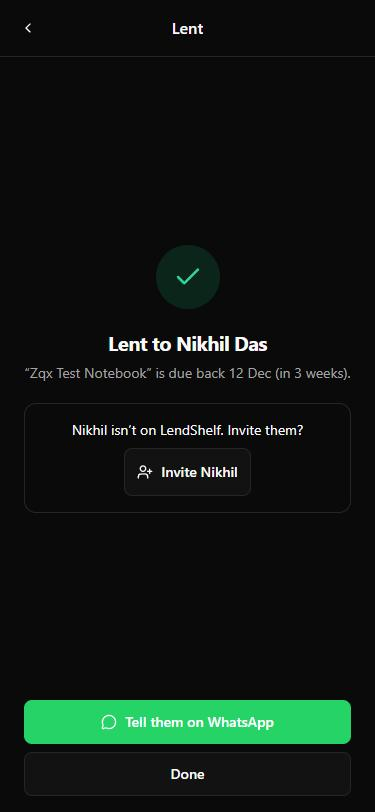 Lent
Lent to Nikhil Das
“Zqx Test Notebook” is due back 12 Dec (in 3 weeks).
Nikhil isn’t on LendShelf. Invite them?
Invite Nikhil
Tell them on WhatsApp
Done